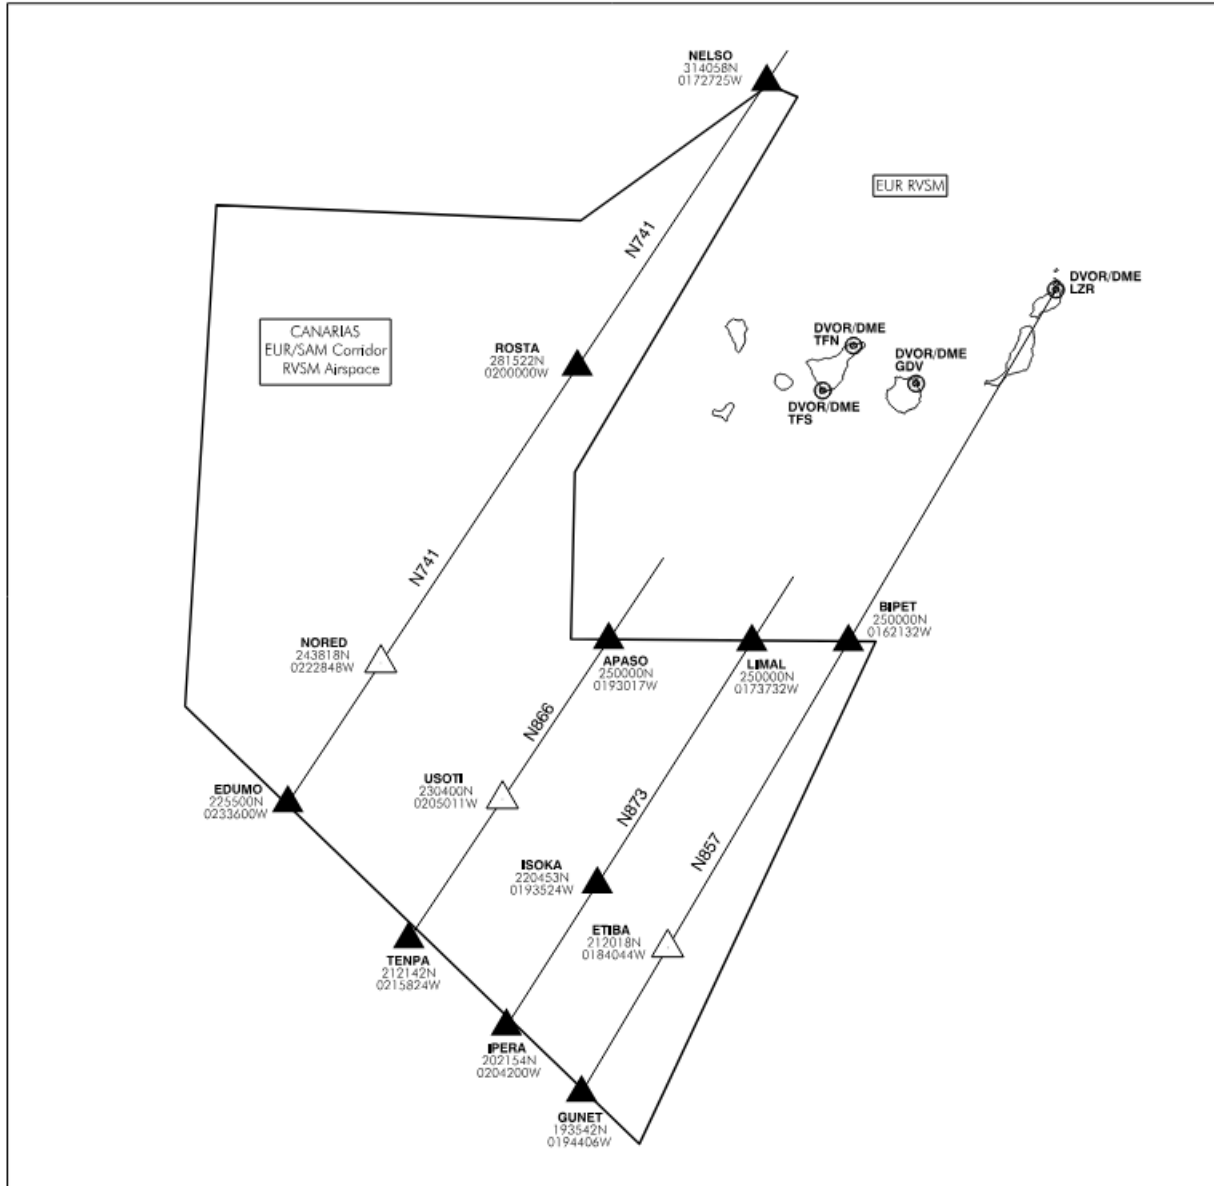 NELSO
314058N
0172725W
EUR RVSM
N741
DVOR/DME
LZR
CANARIAS
EUR/SAM Corridor
RVSM Airspace
ROSTA
281522N
0200000W
DVOR/DME
TFN
DVOR/DME
GDV
DVOR/DME
TFS
N741
NORED
243818N
0222848W
BIPET
250000N
0162132W
APASO
250000N
0193017W
LIMAL
250000N
0173732W
N866
EDUMO
225500N
0233600W
USOTI
230400N
0205011W
N873
N857
ISOKA
220453N
0193524W
ETIBA
212018N
0184044W
TENPA
212142N
0215824W
IPERA
202154N
0204200W
GUNET
193542N
0194406W